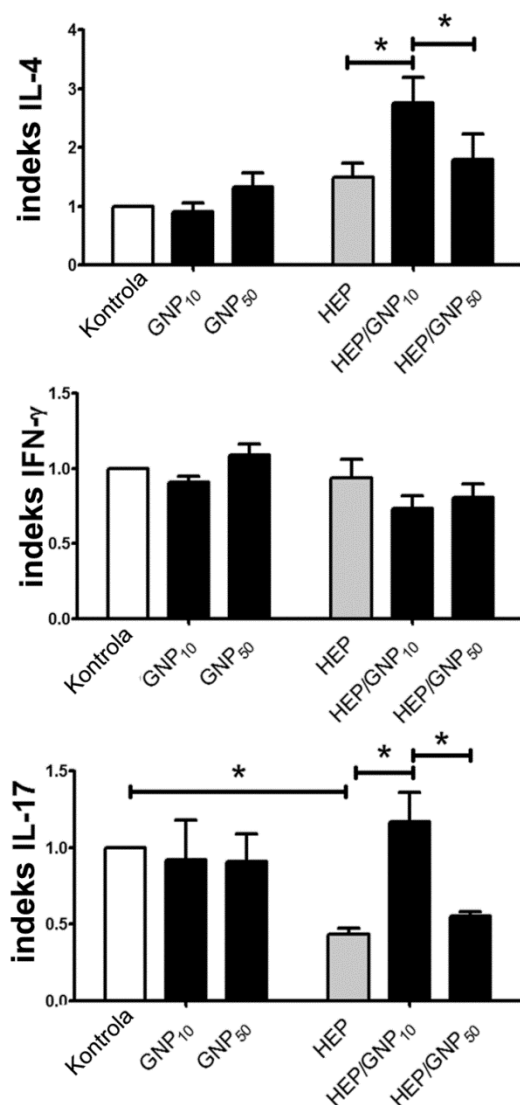 indeks IL-4
4
3
2
1
0
* *
Kontrola GNP₁₀ GNP₅₀ HEP HEP/GNP₁₀ HEP/GNP₅₀
indeks IFN-γ
1.5
1.0
0.5
0.0
Kontrola GNP₁₀ GNP₅₀ HEP HEP/GNP₁₀ HEP/GNP₅₀
indeks IL-17
1.5
1.0
0.5
0.0
* * *
Kontrola GNP₁₀ GNP₅₀ HEP HEP/GNP₁₀ HEP/GNP₅₀